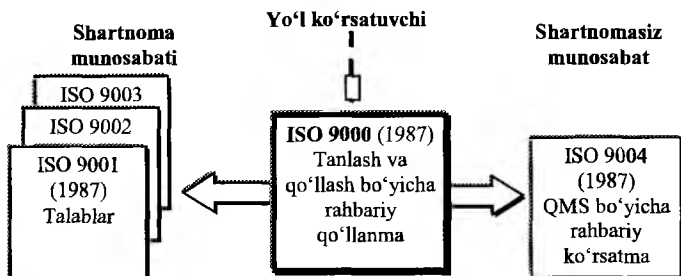 Shartnoma
munosabati
Yo‘l ko‘rsatuvchi
Shartnomasiz
munosabat
ISO 9003
ISO 9002
ISO 9001
(1987)
Talablar
ISO 9000 (1987)
Tanlash va
qo‘llash bo‘yicha
rahbariy
qo‘llanma
ISO 9004
(1987)
QMS bo‘yicha
rahbariy
ko‘rsatma